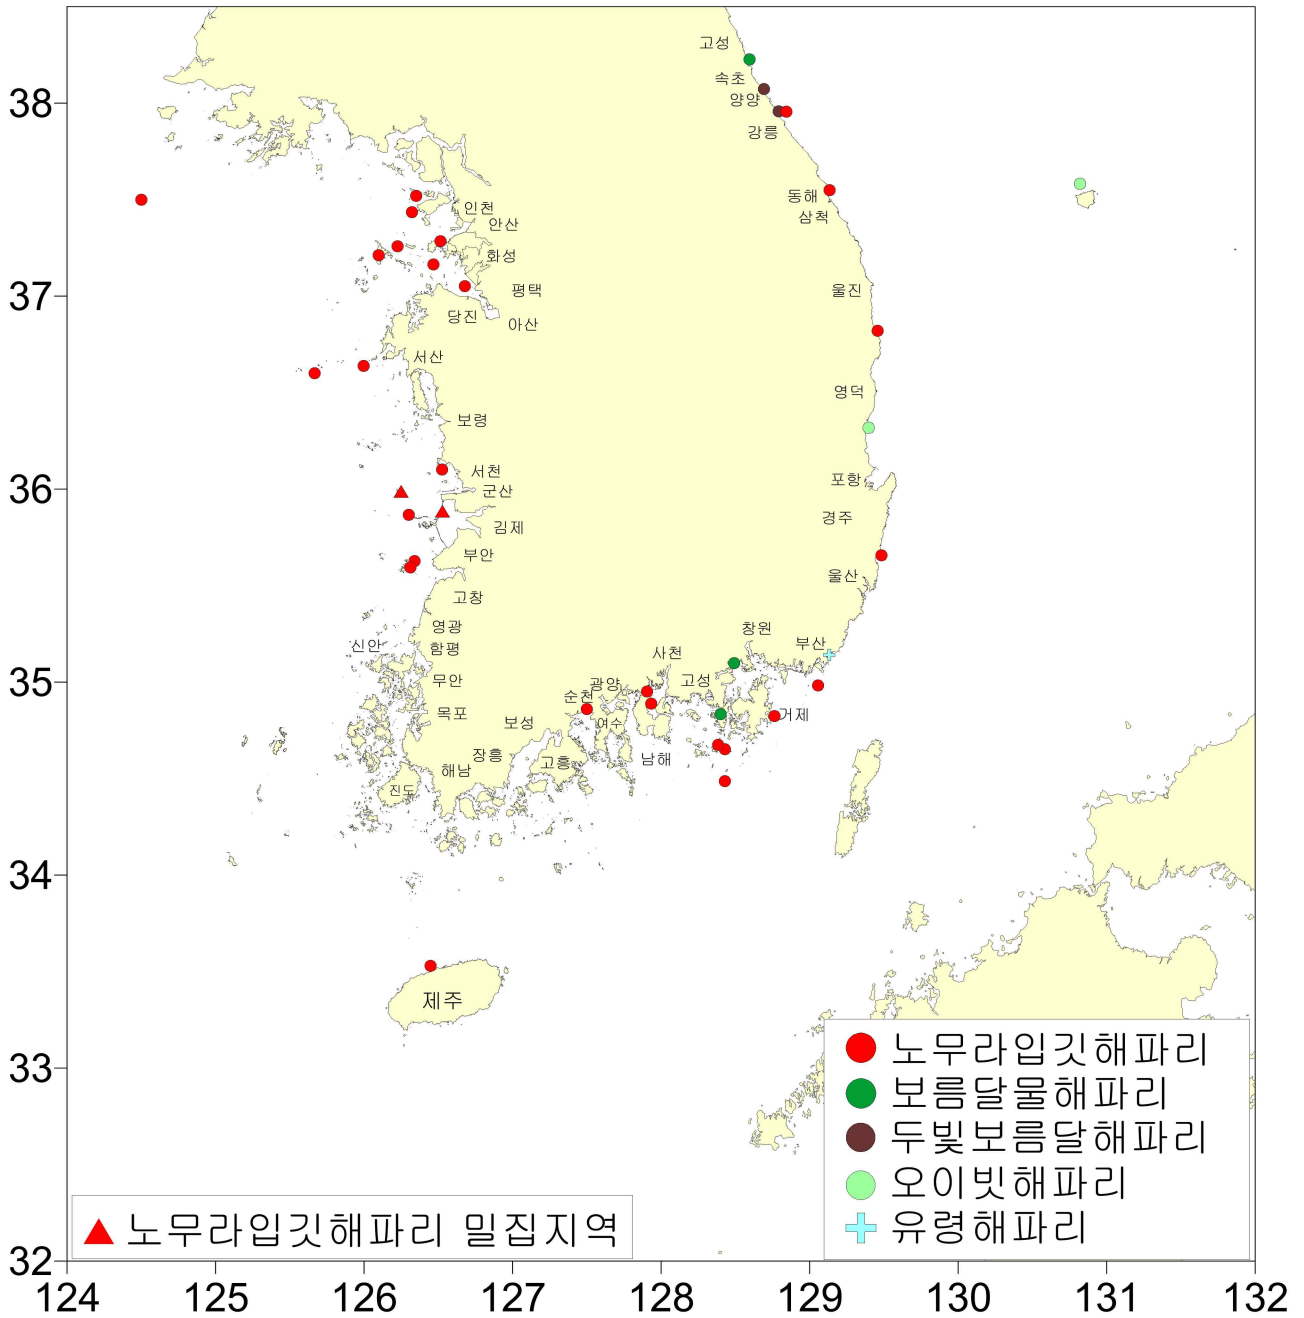 고성
속초
38
양양
강릉
동해
인천
삼척
안산
화성
37
평택
울진
당진
아산
서산
영덕
보령
서천
포항
36
군산
경주
김제
부안
울산
고창
영광
창원
신안
함평
부산
사천
35
무안
고성
광양
순천
목포
거제
보성
여수
장흥
남해
고흥
해남
진도
34
제주
33
노무라입깃해파리
보름달물해파리
두빛보름달해파리
오이빗해파리
유령해파리
노무라입깃해파리 밀집지역
32
124 125 126 127 128 129 130 131 132